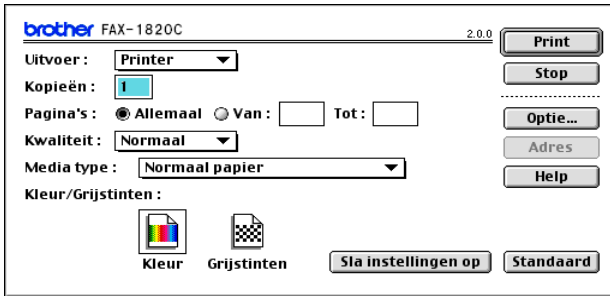 brother FAX-1820C 2.0.0
Print
Uitvoer : Printer
Stop
Kopieën : 1
Pagina's : Allemaal Van : Tot :
Optie...
Kwaliteit : Normaal
Adres
Media type : Normaal papier
Help
Kleur/Grijstinten :
Kleur Grijstinten Sla instellingen op Standaard